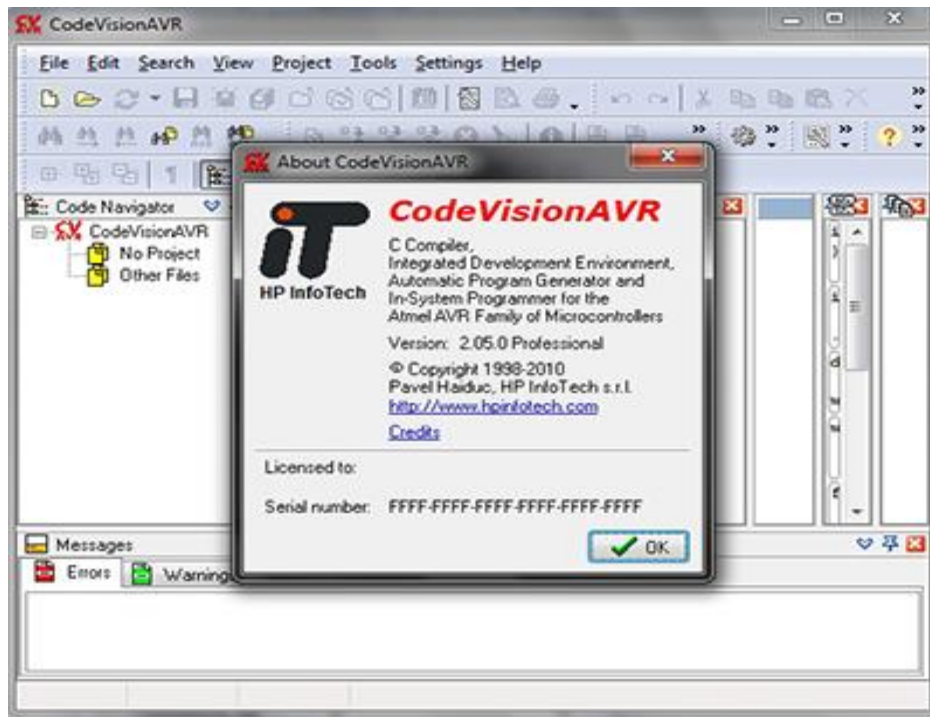 CodeVisionAVR
File Edit Search View Project Tools Settings Help
About CodeVisionAVR
Code Navigator
CodeVisionAVR
No Project
Other Files
HP InfoTech
CodeVisionAVR
C Compiler,
Integrated Development Environment,
Automatic Program Generator and
In-System Programmer for the
Atmel AVR Family of Microcontrollers
Version: 2.05.0 Professional
© Copyright 1998-2010
Pavel Haiduc, HP InfoTech s.r.l.
http://www.hpinfotech.com
Credits
Licensed to:
Serial number: FFFF-FFFF-FFFF-FFFF-FFFF-FFFF
OK
Messages
Errors Warning